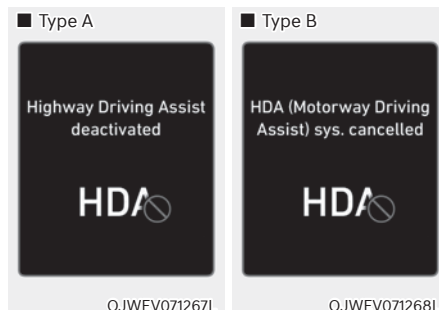 ■ Type A
Highway Driving Assist
deactivated
HDA
OJWEV071267L
■ Type B
HDA (Motorway Driving
Assist) sys. cancelled
HDA
OJWEV071268L